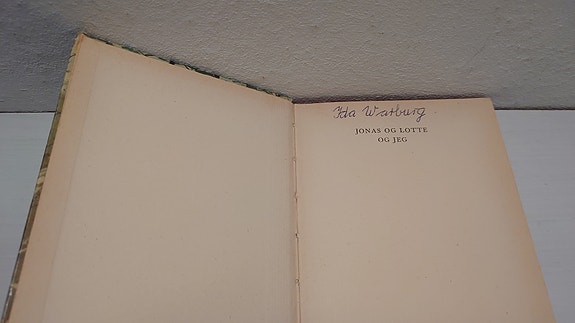 Ida Warburg
JONAS OG LOTTE
OG JEG